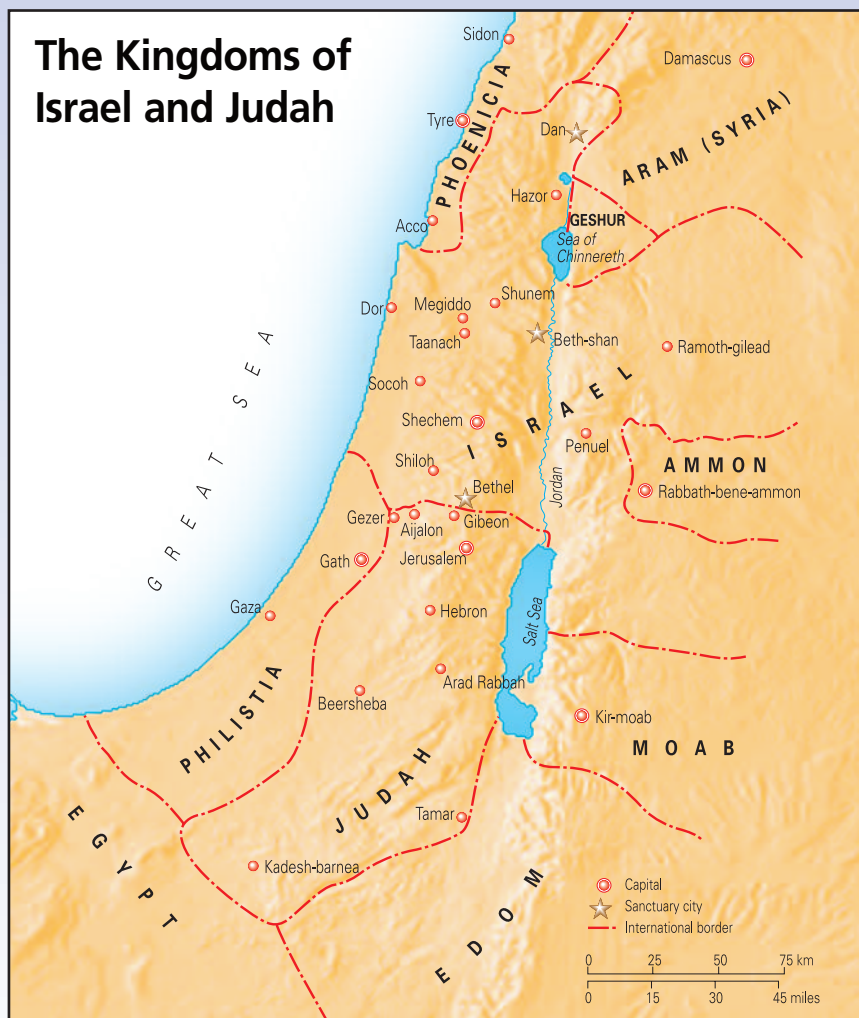 The Kingdoms of
Israel and Judah
Sidon
Damascus
PHOENICIA
Tyre
Dan
ARAM (SYRIA)
Hazor
Acco
GESHUR
Sea of
Chinnereth
Shunem
Megiddo
Dor
Taanach
Beth-shan
Ramoth-gilead
GREAT SEA
Socoh
ISRAEL
Shechem
Penuel
Shiloh
AMMON
Bethel
Jordan
Rabbath-bene-ammon
Gezer
Aijalon
Gibeon
Jerusalem
Gath
Gaza
Hebron
Salt Sea
Arad Rabbah
Beersheba
PHILISTIA
Kir-moab
MOAB
JUDAH
Tamar
EGYPT
Kadesh-barnea
EDOM
Capital
Sanctuary city
International border
0 25 50 75 km
0 15 30 45 miles